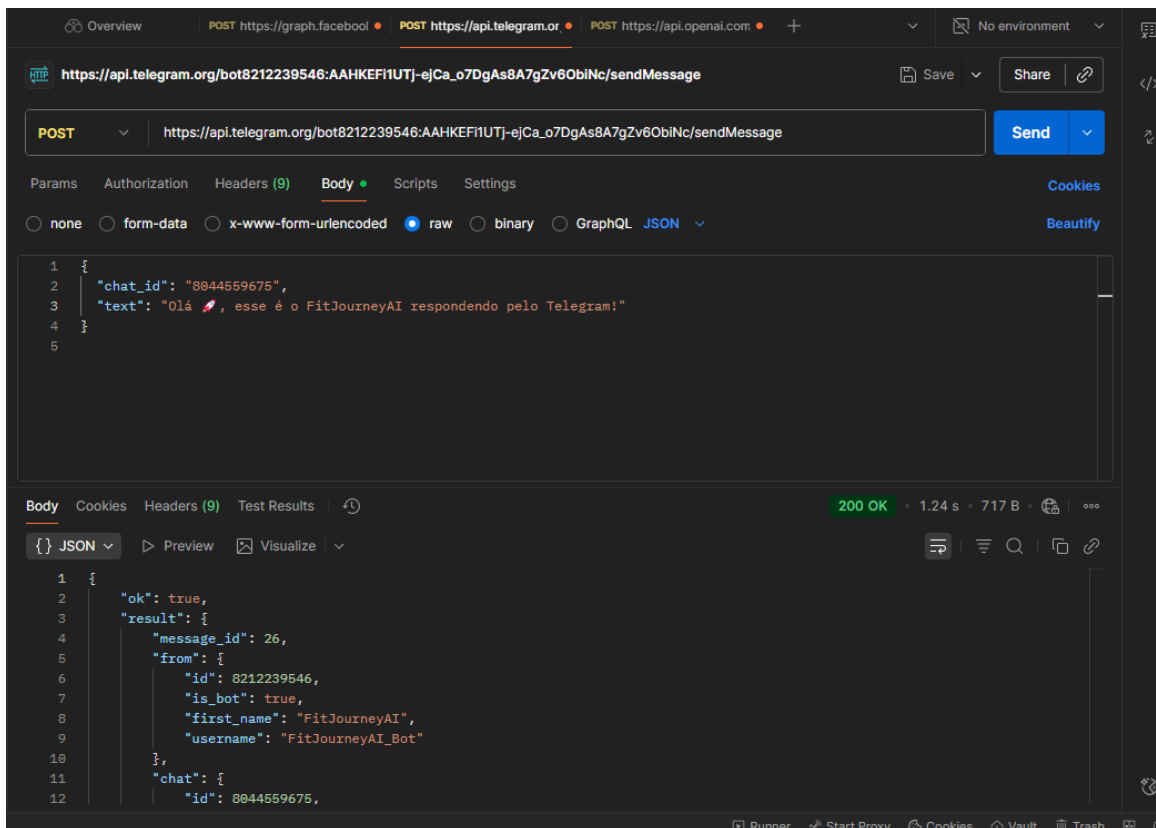 Overview POST https://graph.facebool POST https://api.telegram.or, POST https://api.openai.com No environment
HTTP https://api.telegram.org/bot8212239546:AAHKEFi1UTj-ejCa_o7DgAs8A7gZv6ObiNc/sendMessage Save Share
POST https://api.telegram.org/bot8212239546:AAHKEFi1UTj-ejCa_o7DgAs8A7gZv6ObiNc/sendMessage Send
Params Authorization Headers (9) Body Scripts Settings Cookies
none form-data x-www-form-urlencoded raw binary GraphQL JSON Beautify
1 {
2 "chat_id": "8044559675",
3 "text": "Olá 🚀, esse é o FitJourneyAI respondendo pelo Telegram!"
4 }
5
Body Cookies Headers (9) Test Results 200 OK 1.24 s 717 B
{} JSON Preview Visualize
1 {
2 "ok": true,
3 "result": {
4 "message_id": 26,
5 "from": {
6 "id": 8212239546,
7 "is_bot": true,
8 "first_name": "FitJourneyAI",
9 "username": "FitJourneyAI_Bot"
10 },
11 "chat": {
12 "id": 8044559675,
Runner Start Proxy Cookies Vault Trash